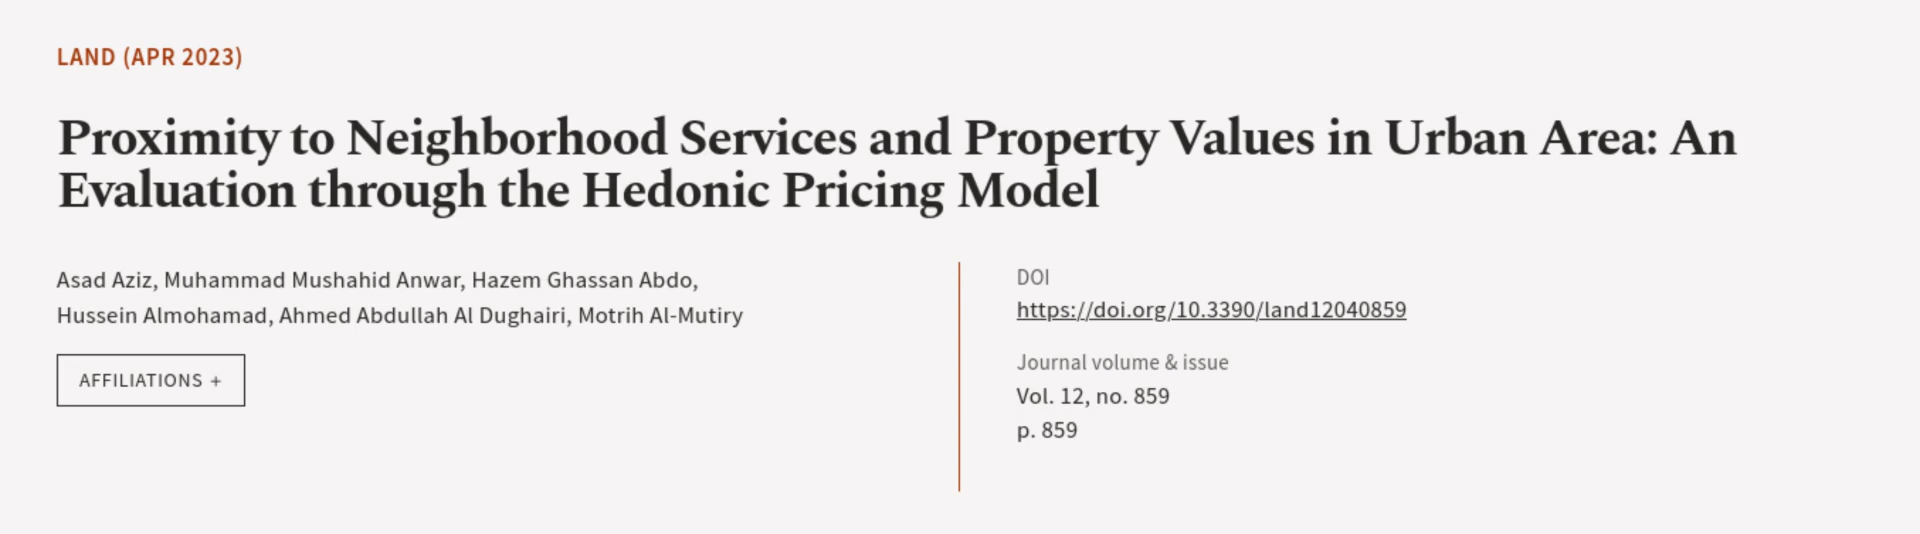 LAND (APR 2023)
Proximity to Neighborhood Services and Property Values in Urban Area: An
Evaluation through the Hedonic Pricing Model
Asad Aziz, Muhammad Mushahid Anwar, Hazem Ghassan Abdo,
Hussein Almohamad, Ahmed Abdullah Al Dughairi, Motrih Al-Mutiry
AFFILIATIONS +
DOI
https://doi.org/10.3390/land12040859
Journal volume & issue
Vol. 12, no. 859
p. 859